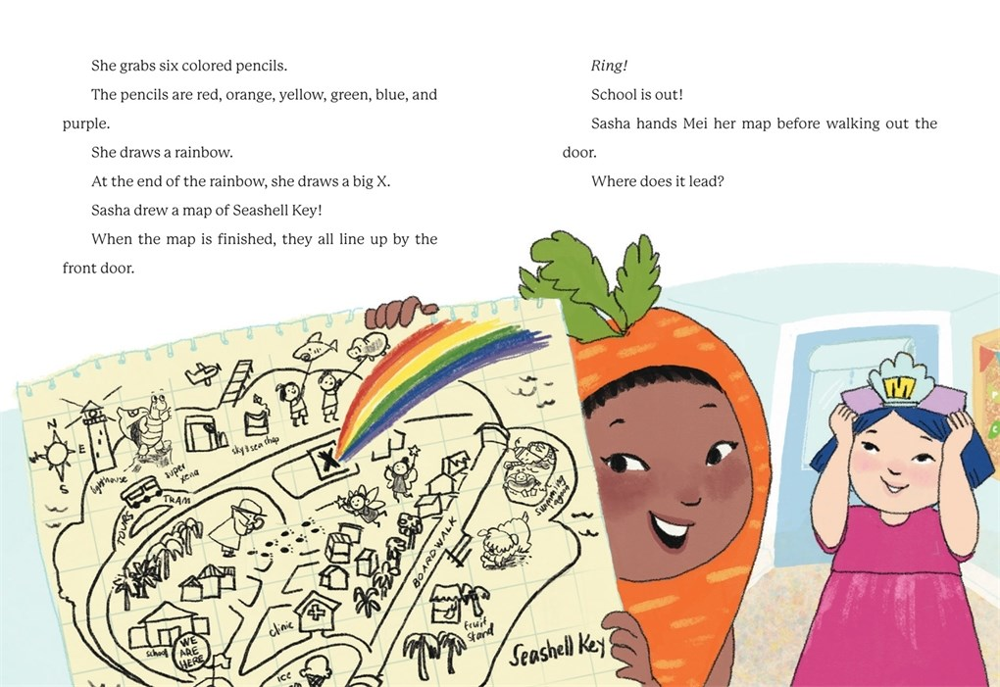 She grabs six colored pencils.
The pencils are red, orange, yellow, green, blue, and
purple.
She draws a rainbow.
At the end of the rainbow, she draws a big X.
Sasha drew a map of Seashell Key!
When the map is finished, they all line up by the
front door.
Ring!
School is out!
Sasha hands Mei her map before walking out the
door.
Where does it lead?
N
S
lighthouse
super
xena
sky & sea shop
X
TOURS
TRAM
swimming
lagoon
BOARDWALK
clinic
fruit
stand
school
WE
ARE
HERE
ICE
Seashell Key
M